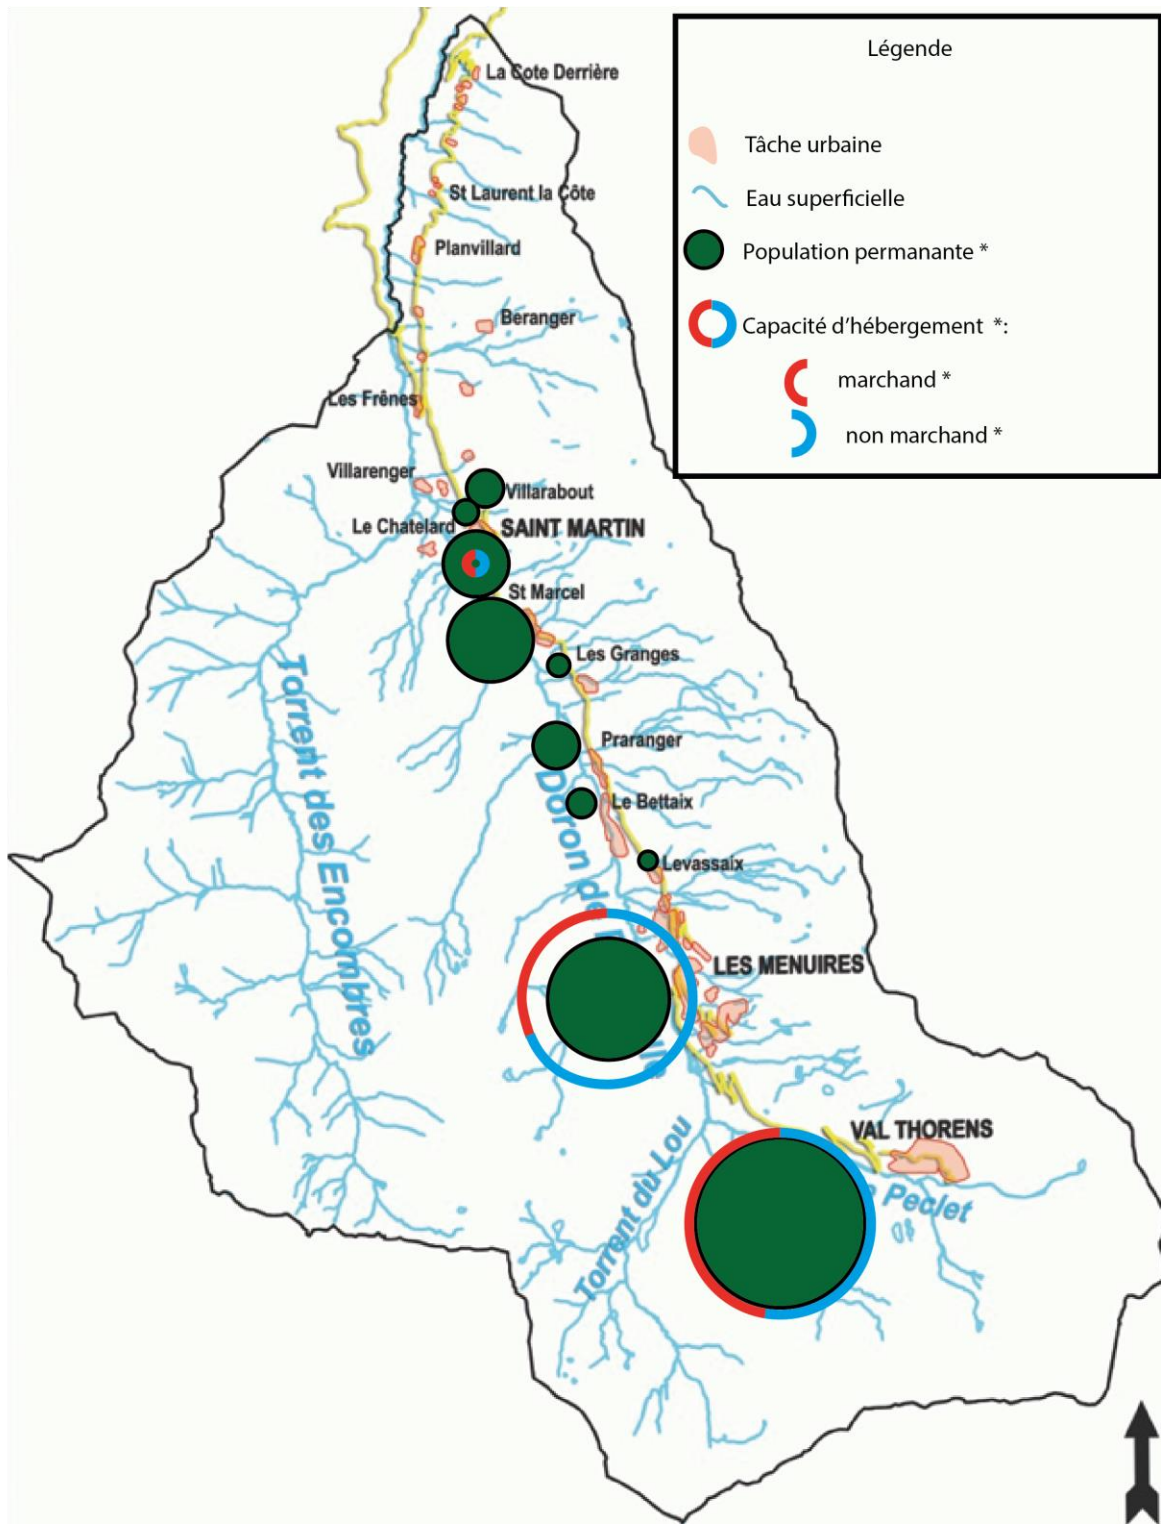 Légende
Tâche urbaine
Eau superficielle
Population permanante *
Capacité d'hébergement *:
marchand *
non marchand *
La Cote Derrière
St Laurent la Côte
Planvillard
Beranger
Les Frênes
Villarenger
Villarabout
Le Chatelard
SAINT MARTIN
St Marcel
Les Granges
Torrent des Encombres
Praranger
Doron de
Le Bettaix
Levassaix
LES MENUIRES
VAL THORENS
Torrent du Lou
Peclet